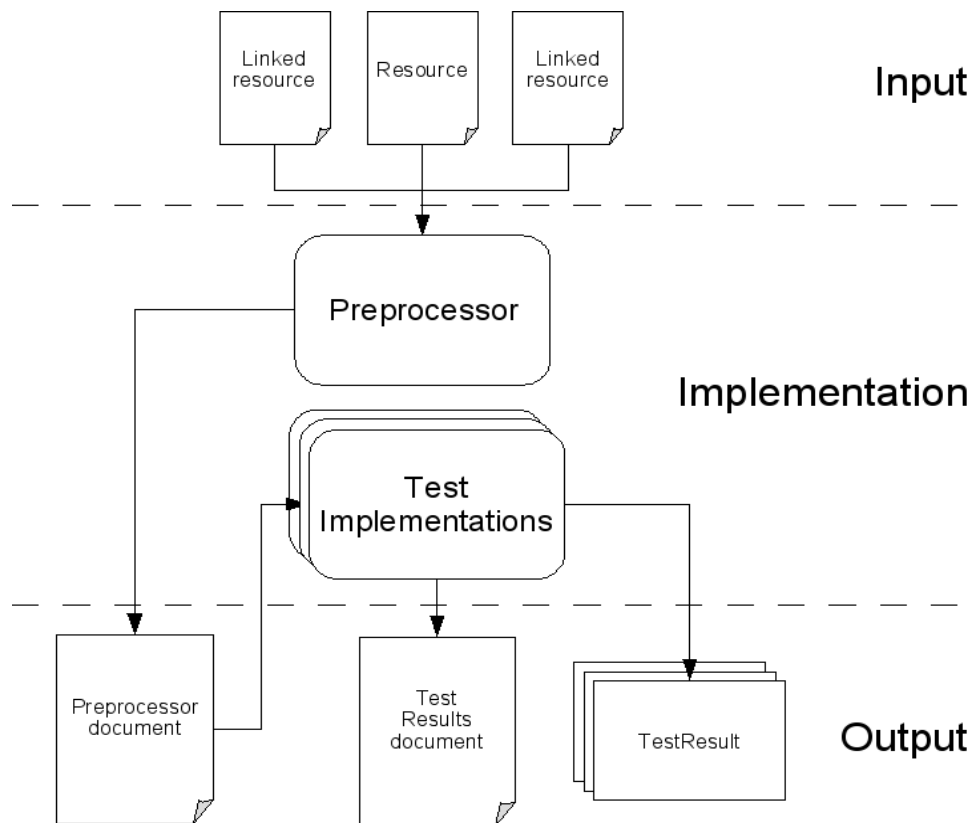 Linked
resource
Resource
Linked
resource
Input
Preprocessor
Implementation
Test
Implementations
Preprocessor
document
Test
Results
document
TestResult
Output